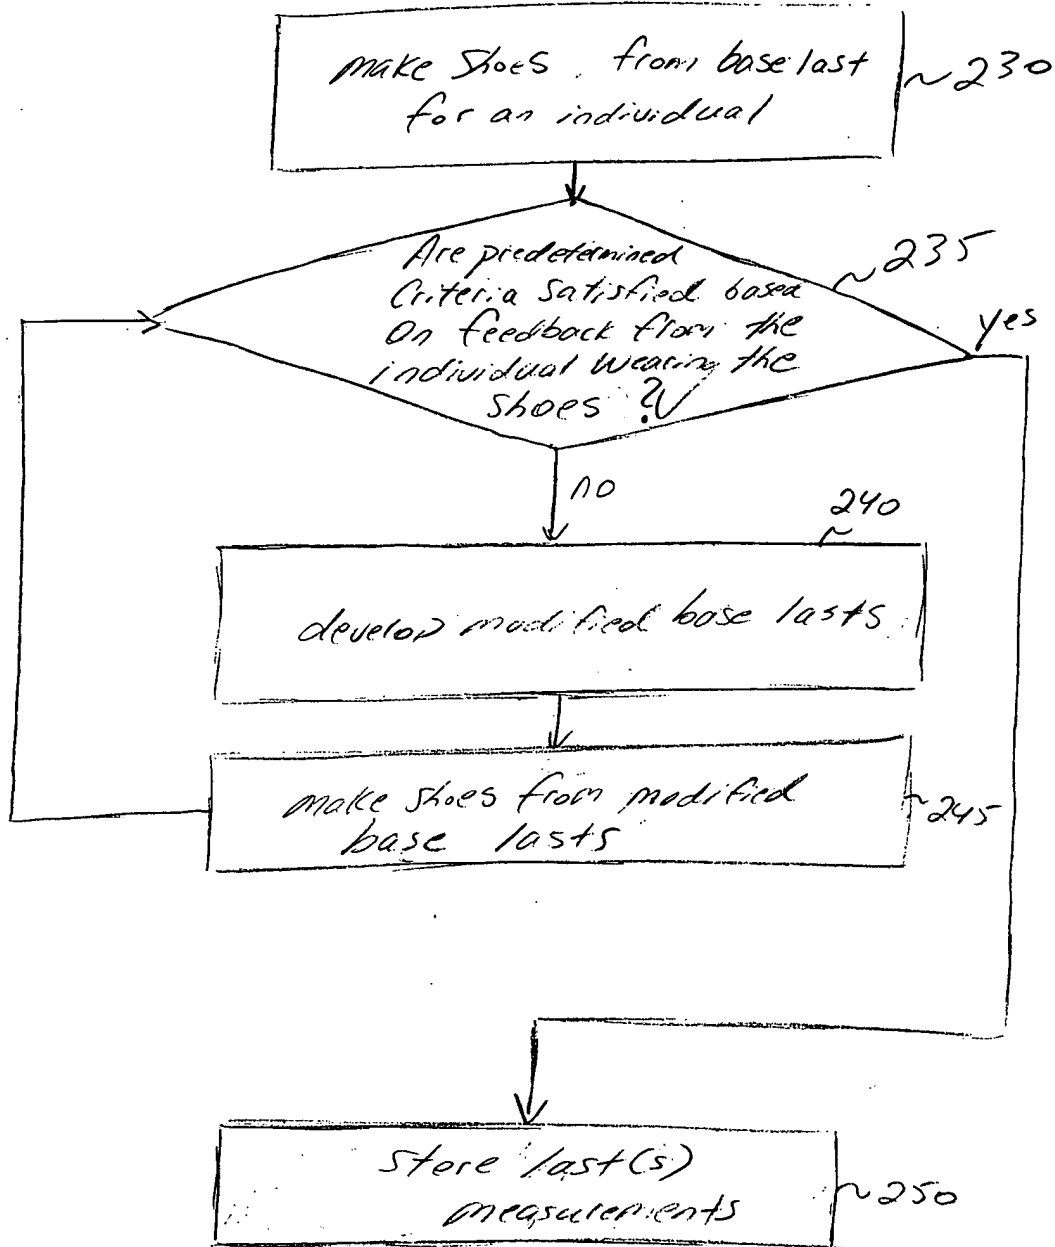 make shoes from base last
for an individual
~230
Are predetermined
Criteria satisfied based
On feedback from the
individual wearing the
shoes ?
~235
yes
no
240
~
develop modified base lasts
make shoes from modified
base lasts
~245
store last(s)
measurements
~250